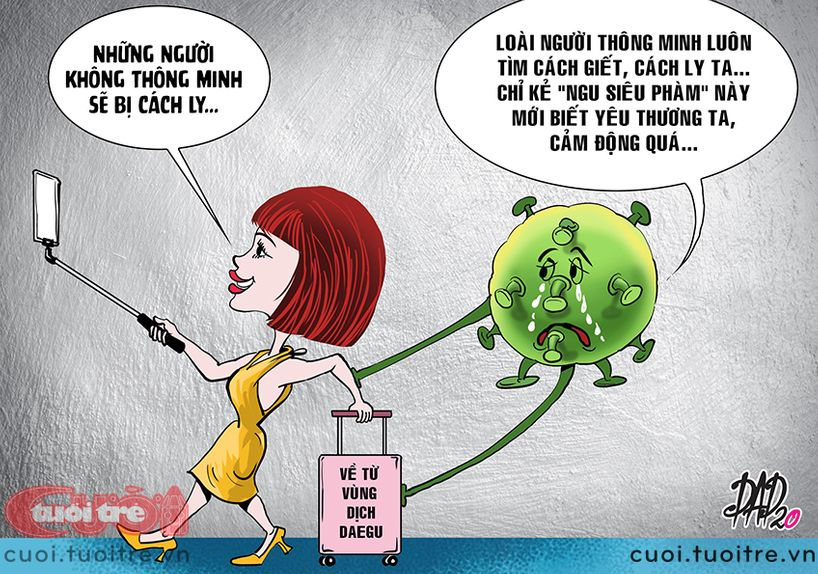 NHỮNG NGƯỜI
KHÔNG THÔNG MINH
SẼ BỊ CÁCH LY...
LOÀI NGƯỜI THÔNG MINH LUÔN
TÌM CÁCH GIẾT, CÁCH LY TA...
CHỈ KẺ "NGU SIÊU PHÀM" NÀY
MỚI BIẾT YÊU THƯƠNG TA,
CẢM ĐỘNG QUÁ...
VỀ TỪ
VÙNG
DỊCH
DAEGU
CƯỜI
tuổi trẻ
DAD
20
cuoi.tuoitre.vn
cuoi.tuoitre.vn